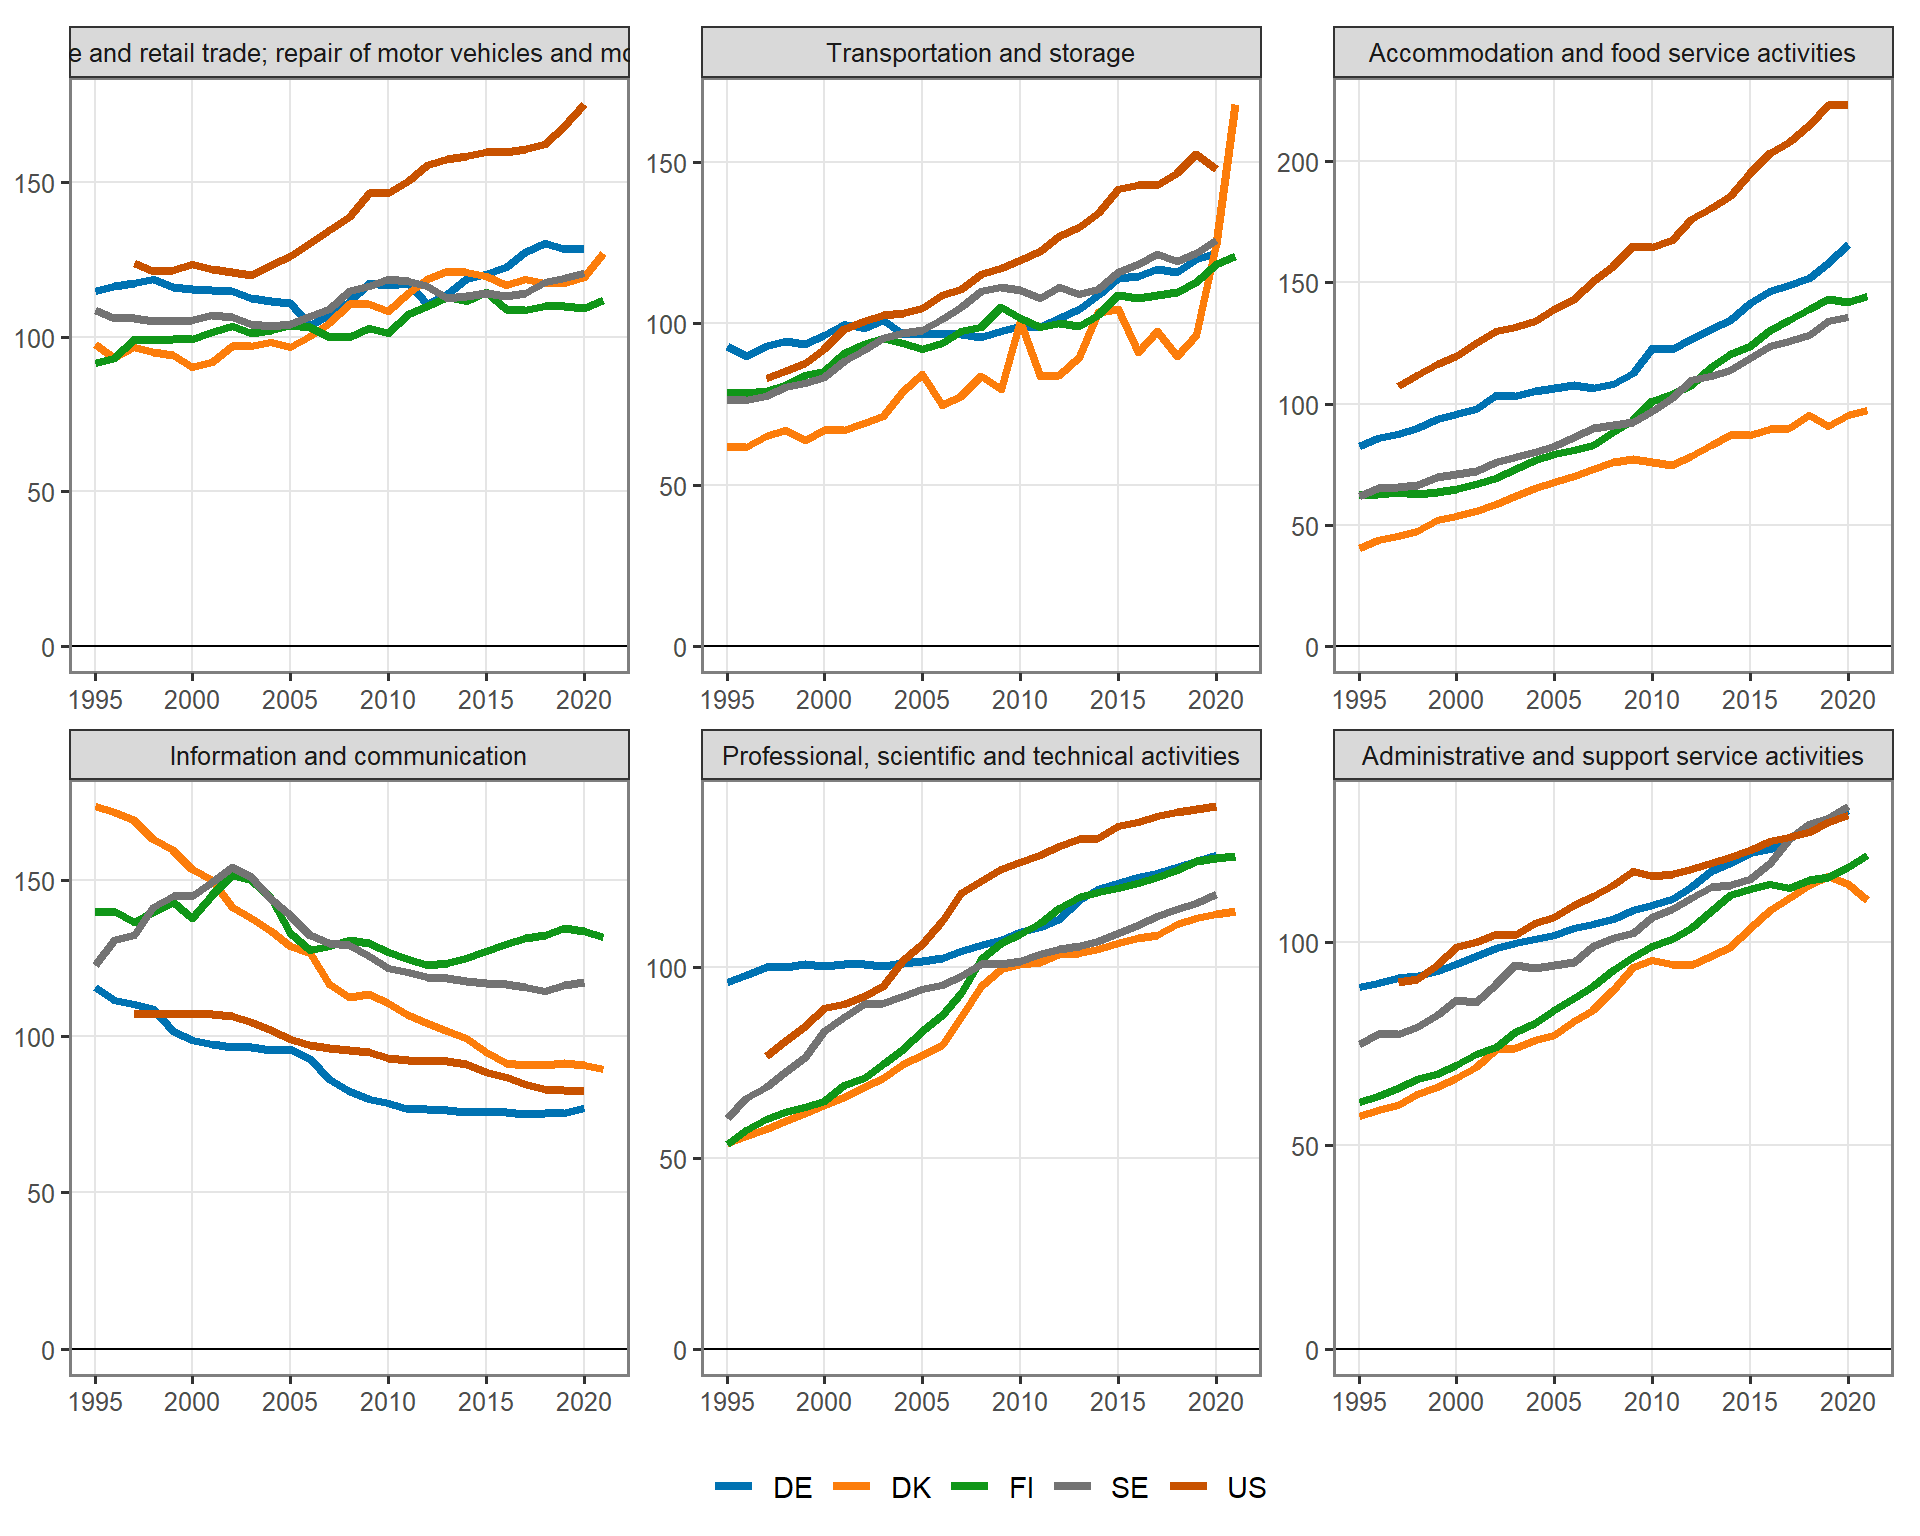 e and retail trade; repair of motor vehicles and mo
Transportation and storage
Accommodation and food service activities
150
100
50
0
150
100
50
0
200
150
100
50
0
1995 2000 2005 2010 2015 2020
1995 2000 2005 2010 2015 2020
1995 2000 2005 2010 2015 2020
Information and communication
Professional, scientific and technical activities
Administrative and support service activities
150
100
50
0
100
50
0
100
50
0
1995 2000 2005 2010 2015 2020
1995 2000 2005 2010 2015 2020
1995 2000 2005 2010 2015 2020
DE DK FI SE US